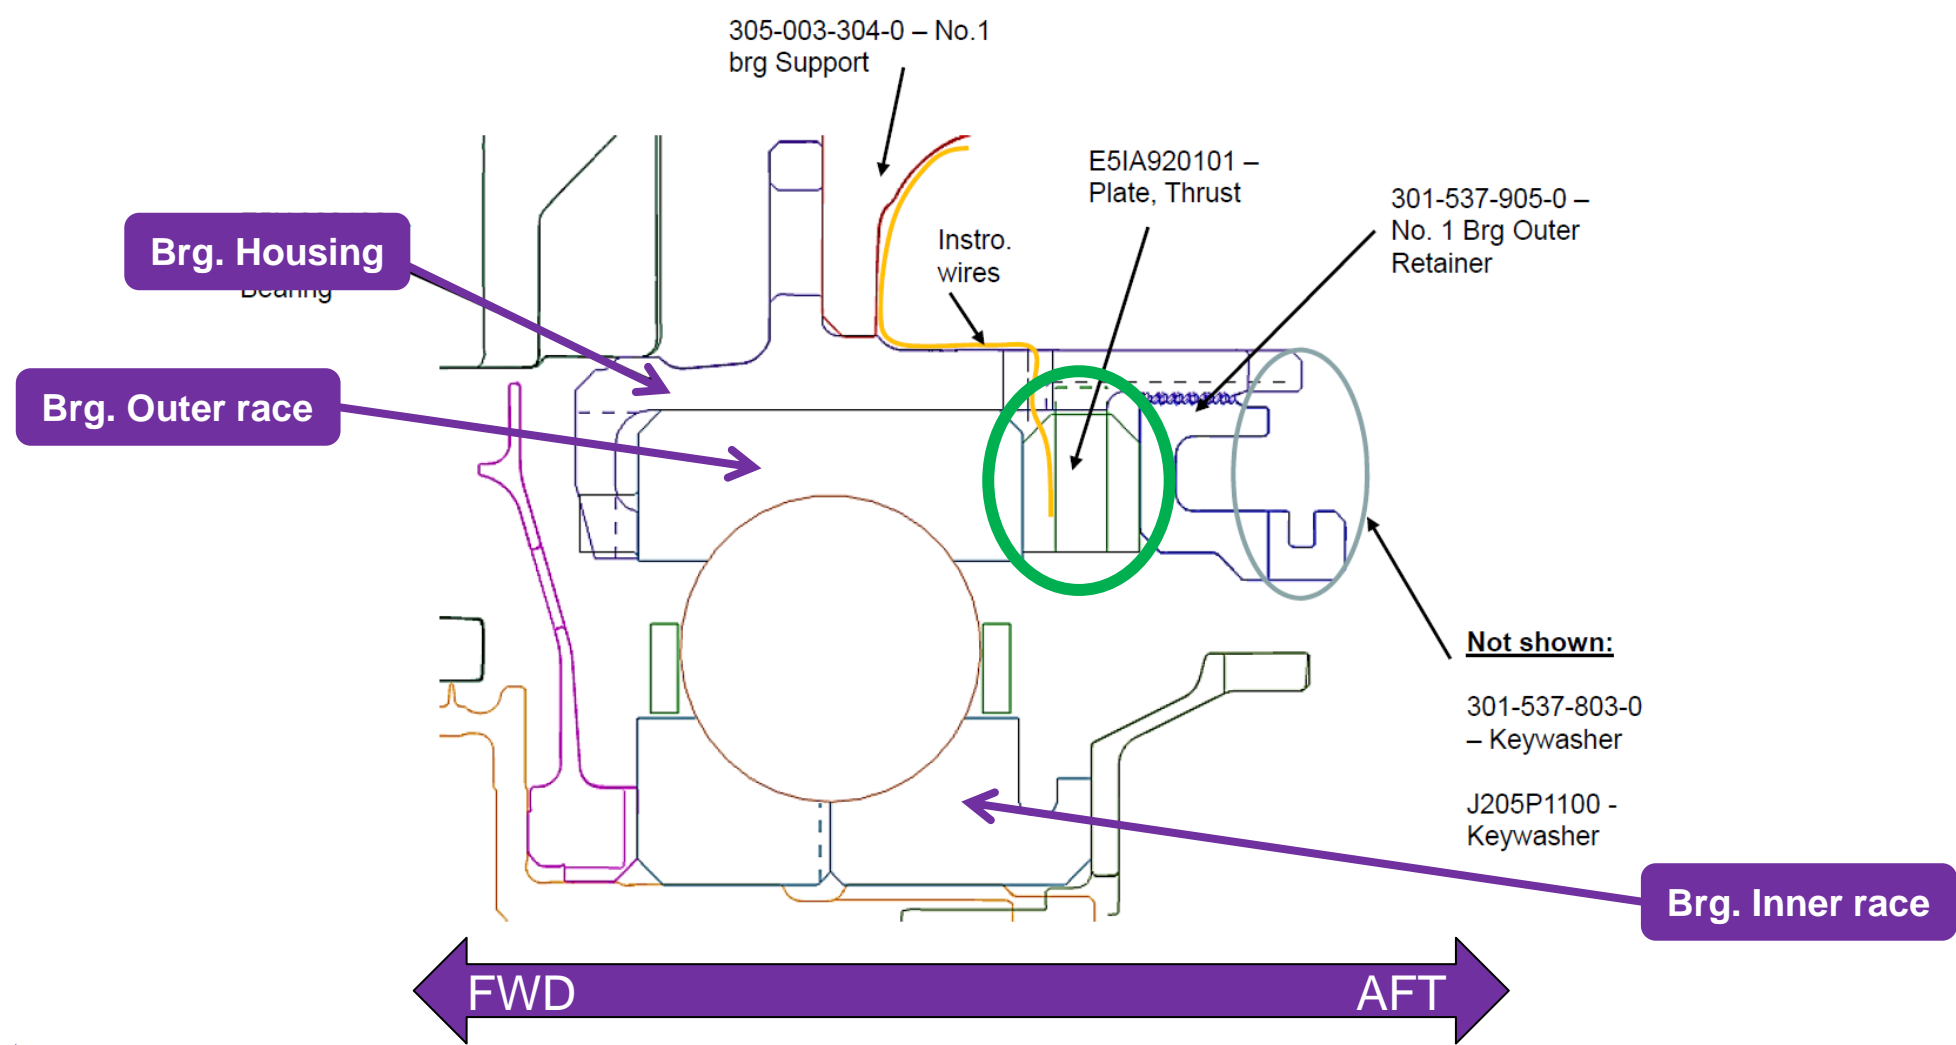 305-003-304-0 – No.1
brg Support
E5IA920101 –
Plate, Thrust
301-537-905-0 –
No. 1 Brg Outer
Retainer
Instro.
wires
Brg. Housing
Bearing
Brg. Outer race
Not shown:
301-537-803-0
– Keywasher
J205P1100 -
Keywasher
Brg. Inner race
FWD
AFT